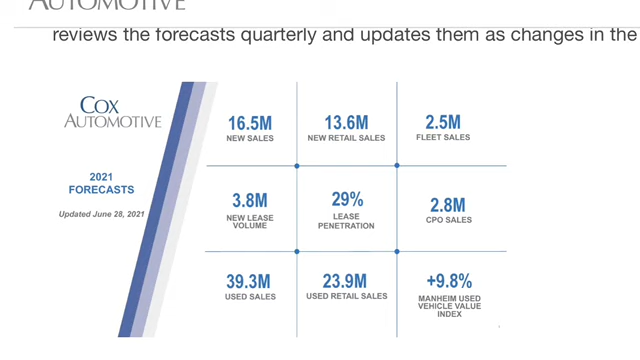 AUTOMOTIVE
reviews the forecasts quarterly and updates them as changes in the
COX
AUTOMOTIVE
2021
FORECASTS
Updated June 28, 2021
16.5M
NEW SALES
13.6M
NEW RETAIL SALES
2.5M
FLEET SALES
3.8M
NEW LEASE
VOLUME
29%
LEASE
PENETRATION
2.8M
CPO SALES
39.3M
USED SALES
23.9M
USED RETAIL SALES
+9.8%
MANHEIM USED
VEHICLE VALUE
INDEX